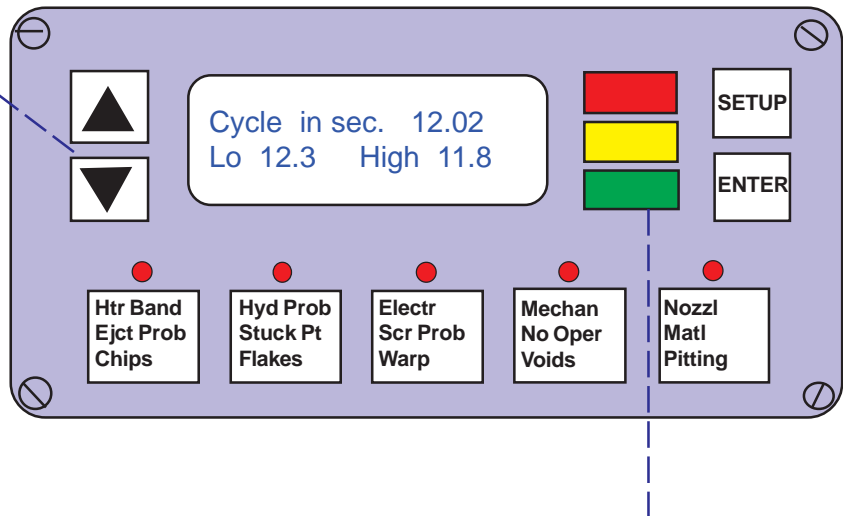 Cycle in sec. 12.02
Lo 12.3 High 11.8
SETUP
ENTER
Htr Band
Ejct Prob
Chips
Hyd Prob
Stuck Pt
Flakes
Electr
Scr Prob
Warp
Mechan
No Oper
Voids
Nozzl
Matl
Pitting